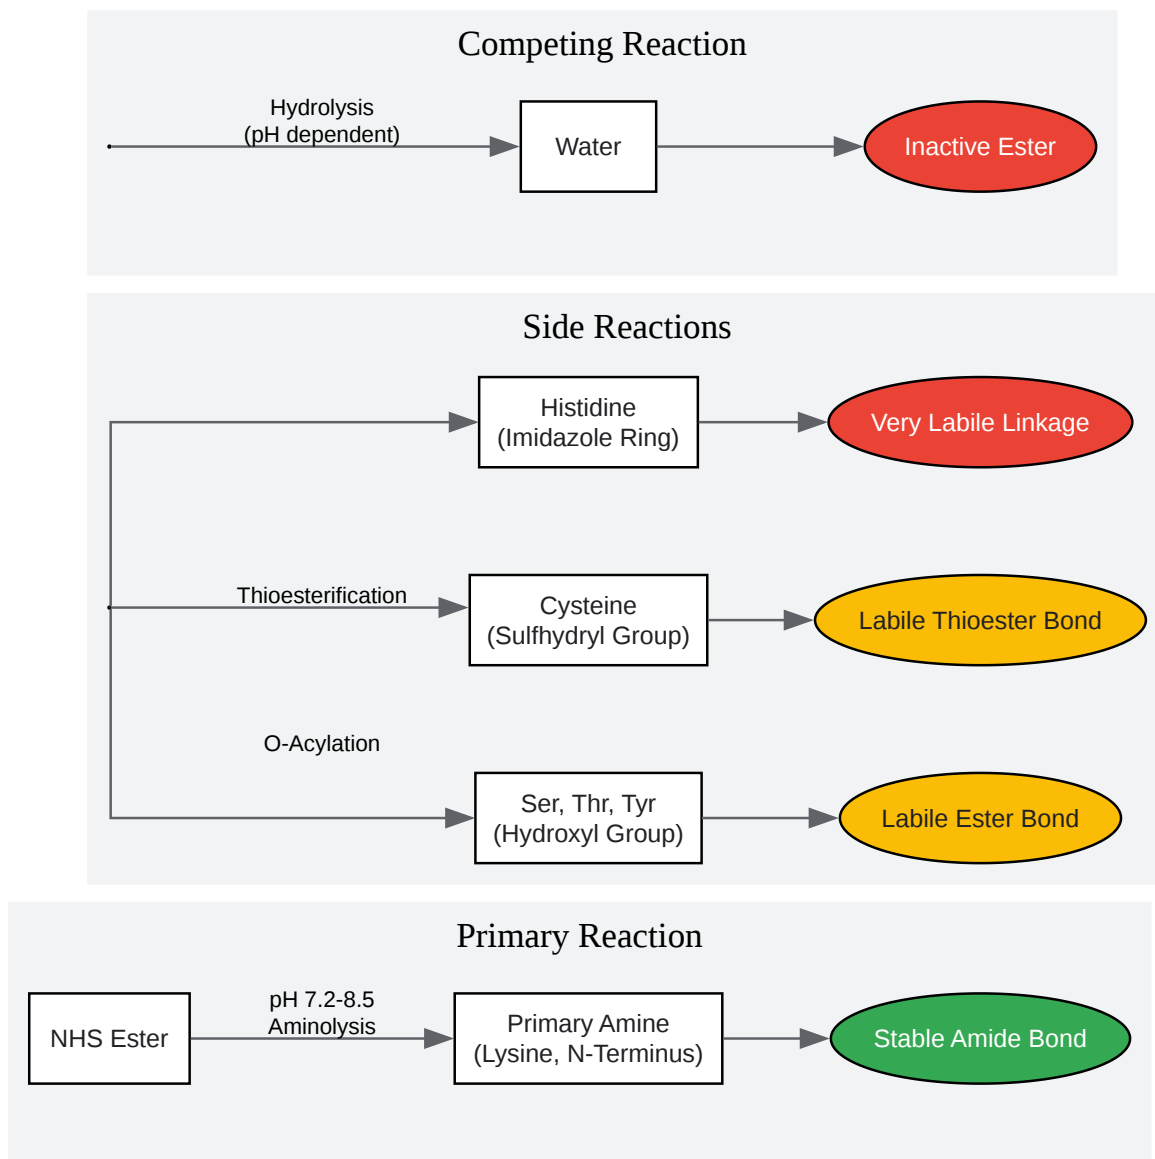 Competing Reaction
Hydrolysis
(pH dependent)
Water
Inactive Ester
Side Reactions
Histidine
(Imidazole Ring)
Very Labile Linkage
Thioesterification
Cysteine
(Sulfhydryl Group)
Labile Thioester Bond
O-Acylation
Ser, Thr, Tyr
(Hydroxyl Group)
Labile Ester Bond
Primary Reaction
NHS Ester
pH 7.2-8.5
Aminolysis
Primary Amine
(Lysine, N-Terminus)
Stable Amide Bond